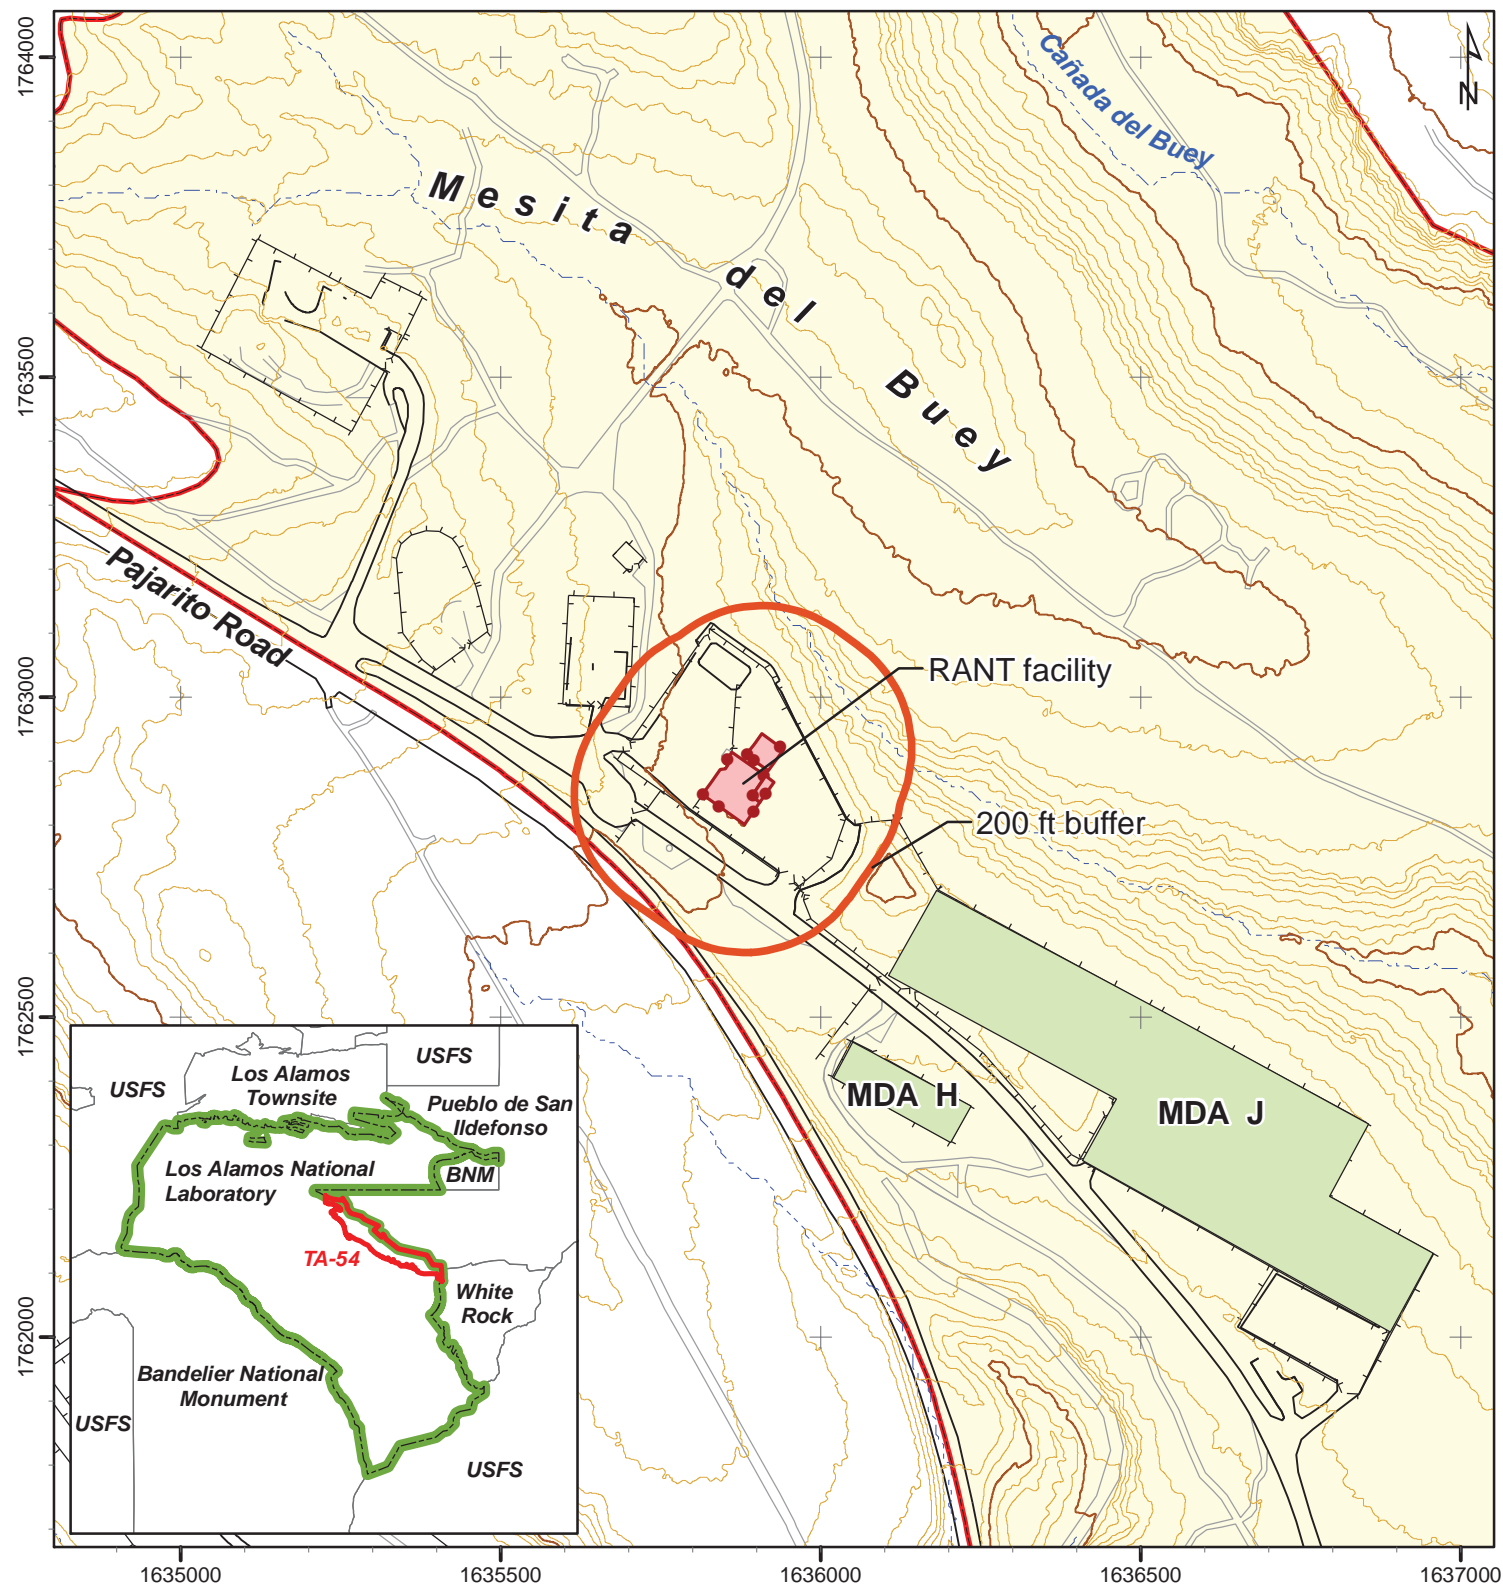 1764000
1763500
1763000
1762500
1762000
N
Cañada del Buey
Mesita
del
Buey
Pajarito Road
RANT facility
200 ft buffer
MDA H
MDA J
USFS
USFS
Los Alamos
Townsite
Pueblo de San
Ildefonso
Los Alamos National
Laboratory
BNM
TA-54
White
Rock
Bandelier National
Monument
USFS
USFS
1635000
1635500
1636000
1636500
1637000